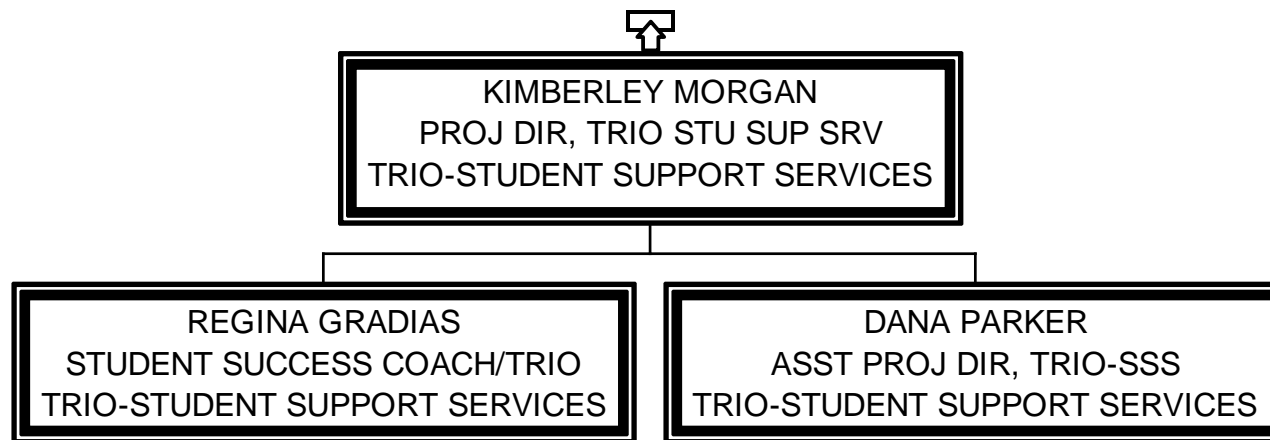 KIMBERLEY MORGAN
PROJ DIR, TRIO STU SUP SRV
TRIO-STUDENT SUPPORT SERVICES
REGINA GRADIAS
STUDENT SUCCESS COACH/TRIO
TRIO-STUDENT SUPPORT SERVICES
DANA PARKER
ASST PROJ DIR, TRIO-SSS
TRIO-STUDENT SUPPORT SERVICES